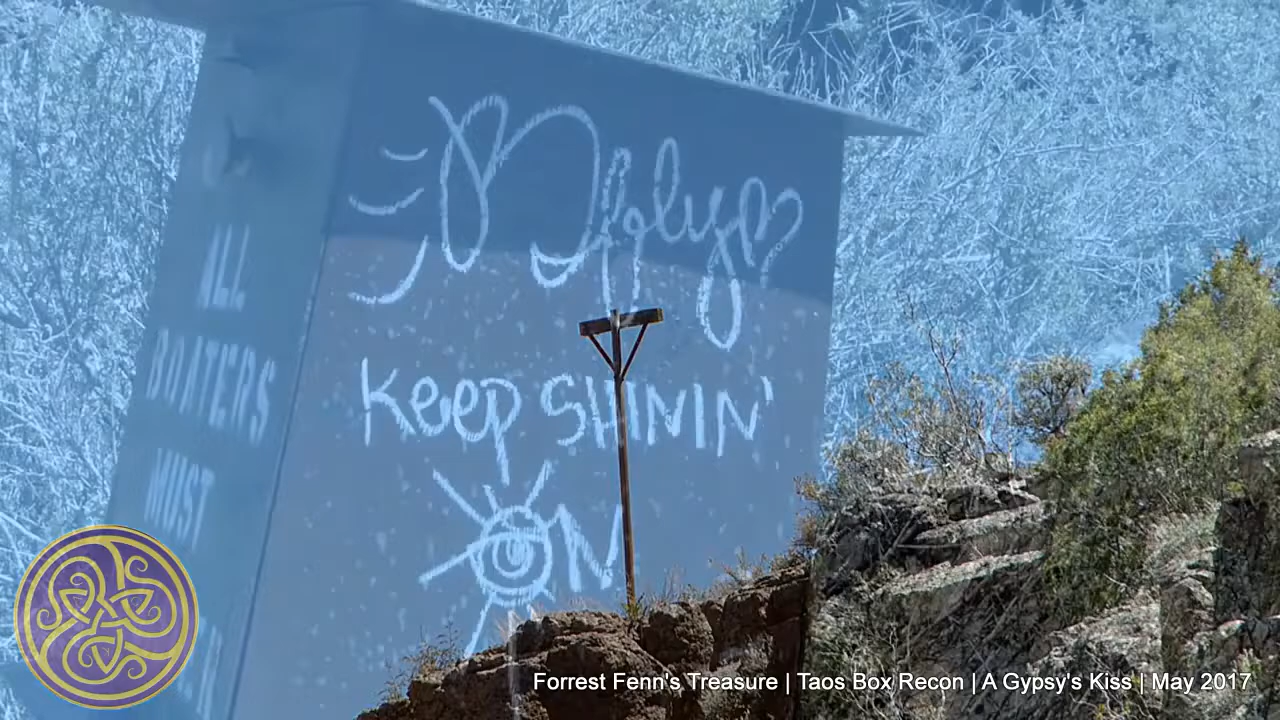 ALL
BOATERS
MUST
Keep SHININ'
ON
Forrest Fenn's Treasure | Taos Box Recon | A Gypsy's Kiss | May 2017